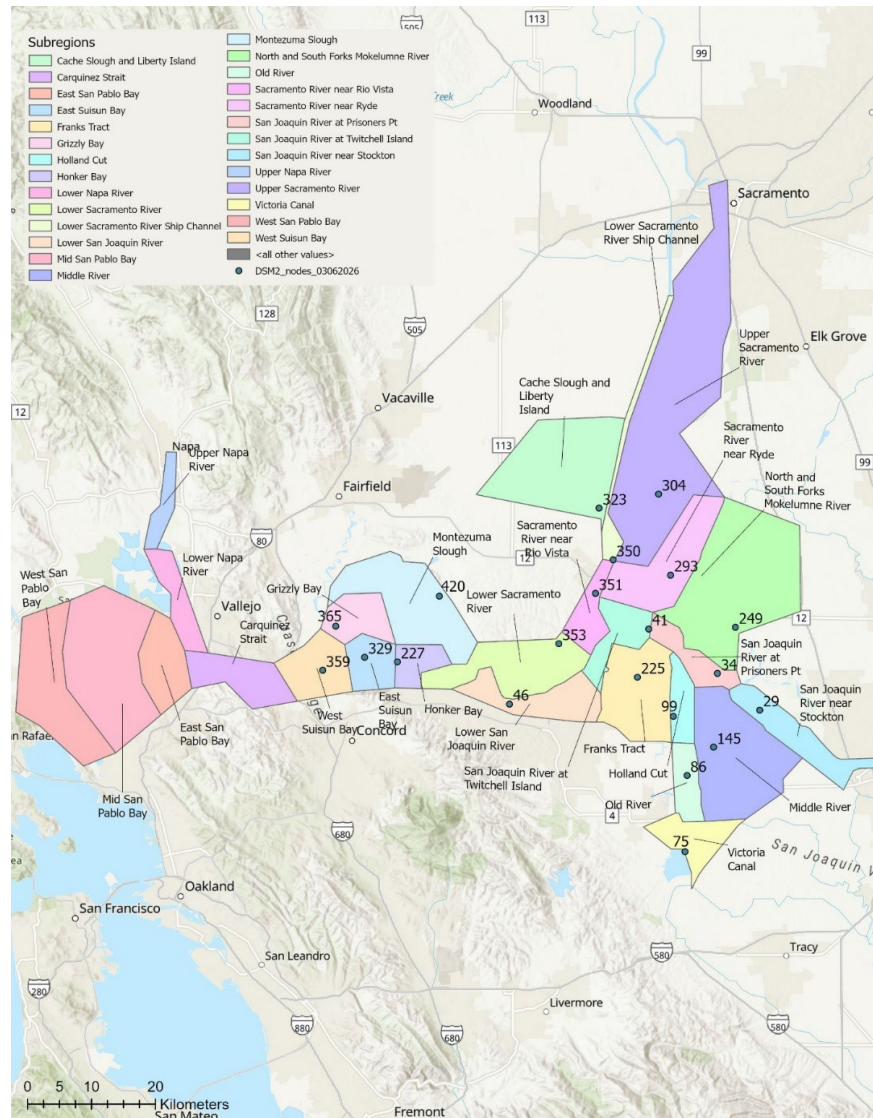 Subregions
Cache Slough and Liberty Island
Carquinez Strait
East San Pablo Bay
East Suisun Bay
Franks Tract
Grizzly Bay
Holland Cut
Honker Bay
Lower Napa River
Lower Sacramento River
Lower Sacramento River Ship Channel
Lower San Joaquin River
Mid San Pablo Bay
Middle River
Montezuma Slough
North and South Forks Mokelumne River
Old River
Sacramento River near Rio Vista
Sacramento River near Ryde
San Joaquin River at Prisoners Pt
San Joaquin River at Twitchell Island
San Joaquin River near Stockton
Upper Napa River
Upper Sacramento River
Victoria Canal
West San Pablo Bay
West Suisun Bay
<all other values>
DSM2_nodes_03062026
113
505
99
Creek
Woodland
Sacramento
Lower Sacramento
River Ship Channel
128
505
Elk Grove
Upper
Sacramento
River
Vacaville
12
Cache Slough and
Liberty
Island
113
Sacramento
River
near Ryde
99
Napa
Upper Napa
River
Fairfield
323
304
North and
South Forks
Mokelumne River
80
Montezuma
Slough
Sacramento
River near
Rio Vista
12
350
293
Lower Napa
River
West San
Pablo
Bay
Grizzly Bay
420
Lower Sacramento
River
351
Vallejo
365
Carquinez
Strait
353
41
249
12
San Joaquin
River at
Prisoners Pt
329
227
359
225
34
San Joaquin
River near
Stockton
East San
Pablo Bay
West
Suisun Bay
East
Suisun
Bay
Honker Bay
46
99
29
San Rafael
Concord
Lower San
Joaquin River
Franks Tract
145
San Joaquin River at
Twitchell Island
Holland Cut
86
Mid San
Pablo Bay
Old River
Middle River
4
680
75
Victoria
Canal
San Joaquin V
Oakland
San Francisco
San Leandro
580
Tracy
280
Livermore
580
880
680
0 5 10 20
Kilometers
San Mateo
Fremont